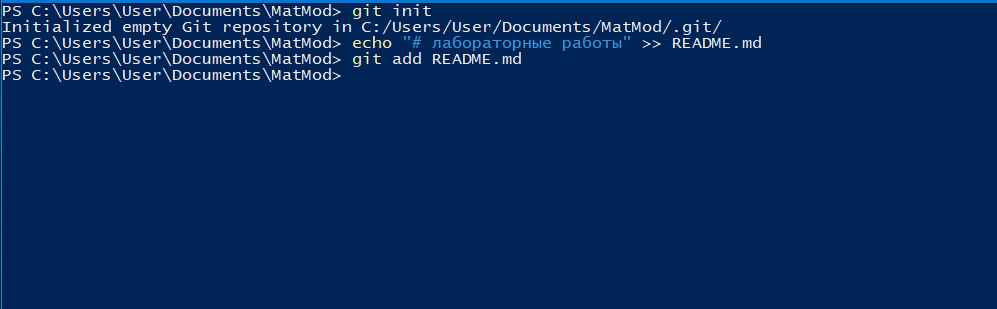 PS C:\Users\User\Documents\MatMod> git init
Initialized empty Git repository in C:/Users/User/Documents/MatMod/.git/
PS C:\Users\User\Documents\MatMod> echo "# лабораторные работы" >> README.md
PS C:\Users\User\Documents\MatMod> git add README.md
PS C:\Users\User\Documents\MatMod>